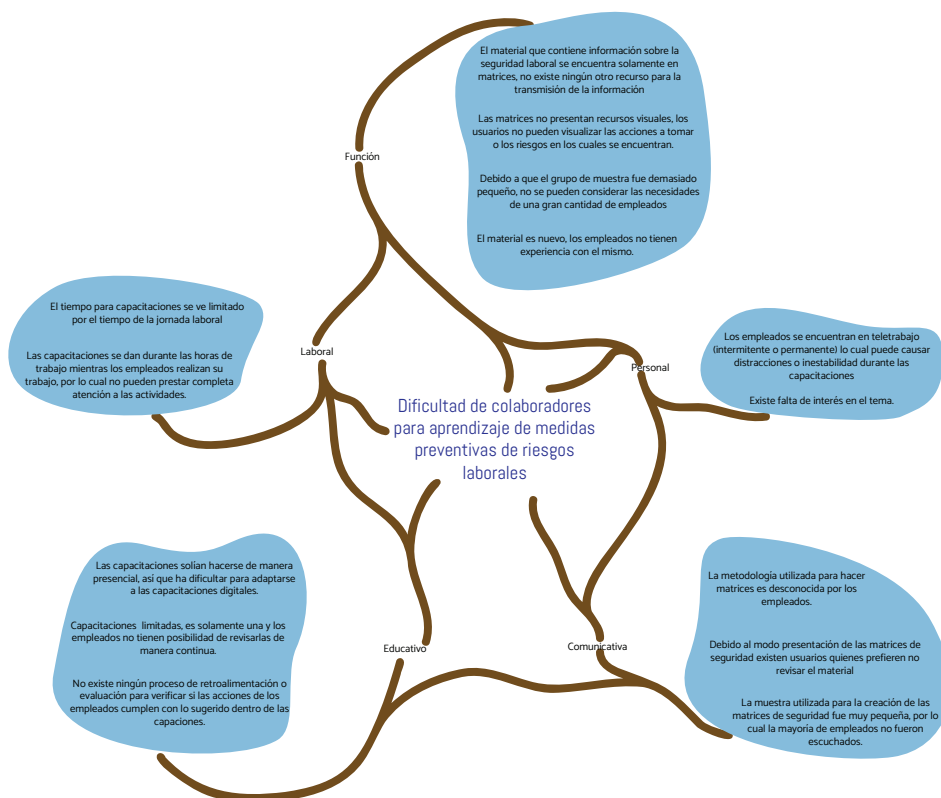 El material que contiene información sobre la
seguridad laboral se encuentra solamente en
matrices, no existe ningún otro recurso para la
transmisión de la información
Las matrices no presentan recursos visuales, los
usuarios no pueden visualizar las acciones a tomar
o los riesgos en los cuales se encuentran.
Debido a que el grupo de muestra fue demasiado
pequeño, no se pueden considerar las necesidades
de una gran cantidad de empleados
El material es nuevo, los empleados no tienen
experiencia con el mismo.
Función
El tiempo para capacitaciones se ve limitado
por el tiempo de la jornada laboral
Las capacitaciones se dan durante las horas de
trabajo mientras los empleados realizan su
trabajo, por lo cual no pueden prestar completa
atención a las actividades.
Laboral
Personal
Los empleados se encuentran en teletrabajo
(intermitente o permanente) lo cual puede causar
distracciones o inestabilidad durante las
capacitaciones
Existe falta de interés en el tema.
Dificultad de colaboradores
para aprendizaje de medidas
preventivas de riesgos
laborales
Las capacitaciones solían hacerse de manera
presencial, así que ha dificultar para adaptarse
a las capacitaciones digitales.
Capacitaciones limitadas, es solamente una y los
empleados no tienen posibilidad de revisarlas de
manera continua.
No existe ningún proceso de retroalimentación o
evaluación para verificar si las acciones de los
empleados cumplen con lo sugerido dentro de las
capaciones.
Educativo
Comunicativa
La metodología utilizada para hacer
matrices es desconocida por los
empleados.
Debido al modo presentación de las matrices de
seguridad existen usuarios quienes prefieren no
revisar el material
La muestra utilizada para la creación de las
matrices de seguridad fue muy pequeña, por lo
cual la mayoría de empleados no fueron
escuchados.